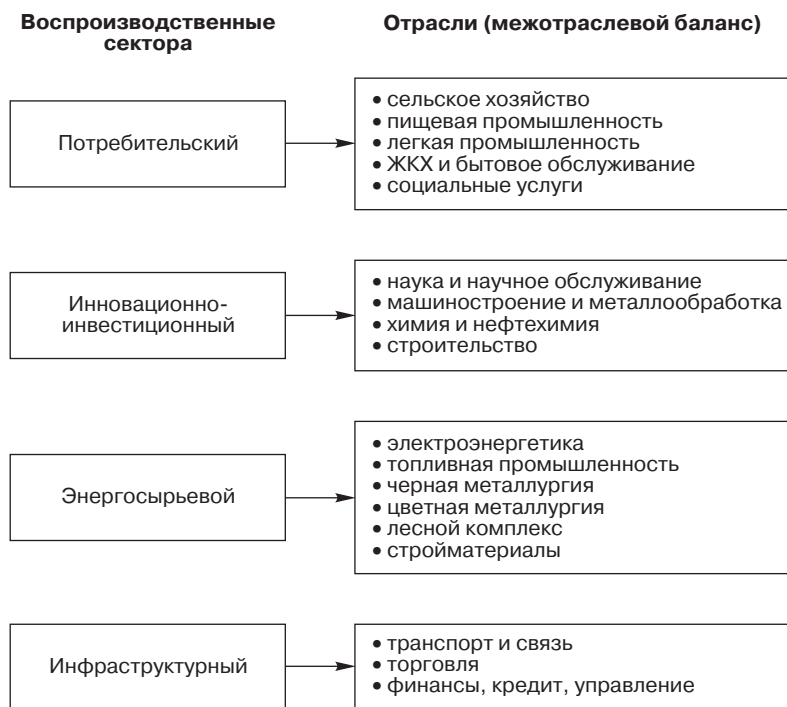 Воспроизводственные
сектора
Отрасли (межотраслевой баланс)
Потребительский
• сельское хозяйство
• пищевая промышленность
• легкая промышленность
• ЖКХ и бытовое обслуживание
• социальные услуги
Инновационно-
инвестиционный
• наука и научное обслуживание
• машиностроение и металлообработка
• химия и нефтехимия
• строительство
Энергосырьевой
• электроэнергетика
• топливная промышленность
• черная металлургия
• цветная металлургия
• лесной комплекс
• стройматериалы
Инфраструктурный
• транспорт и связь
• торговля
• финансы, кредит, управление